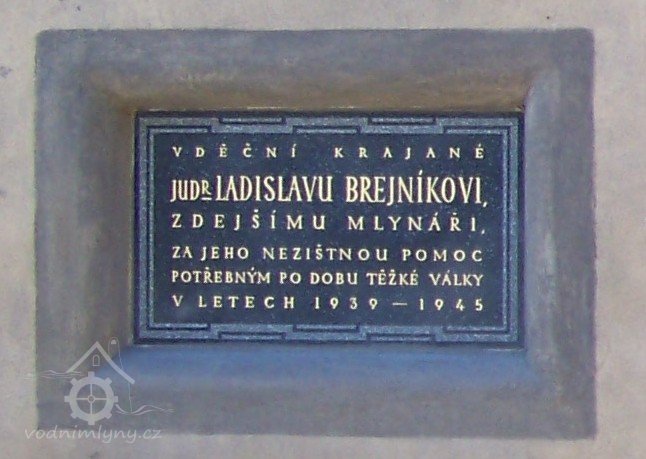 VDĚČNÍ KRAJANÉ
JUDR LADISLAVU BREJNÍKOVI,
ZDEJŠÍMU MLYNÁŘI,
ZA JEHO NEZIŠTNOU POMOC
POTŘEBNÝM PO DOBU TĚŽKÉ VÁLKY
V LETECH 1939 — 1945
vodnimlyny.cz